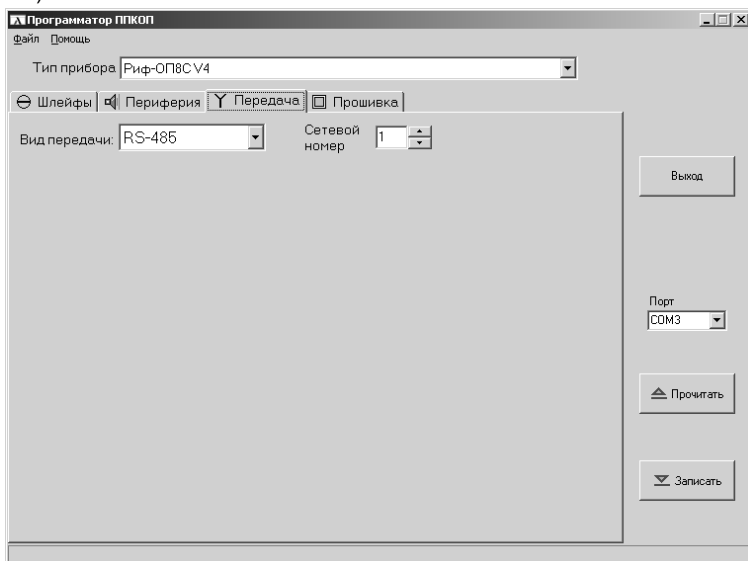 Программатор ППКОП
Файл Помощь
Тип прибора Риф-ОП8С V4
Шлейфы Периферия Передача Прошивка
Вид передачи: RS-485 Сетевой номер 1
Выход
Порт
COM3
Прочитать
Записать